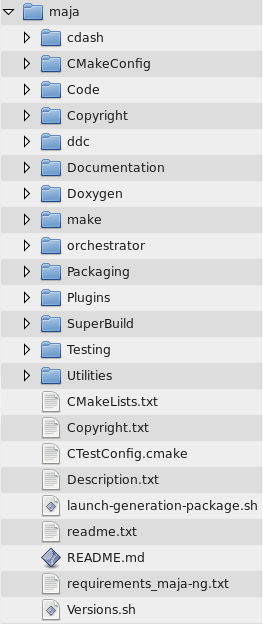 maja
cdash
CMakeConfig
Code
Copyright
ddc
Documentation
Doxygen
make
orchestrator
Packaging
Plugins
SuperBuild
Testing
Utilities
CMakeLists.txt
Copyright.txt
CTestConfig.cmake
Description.txt
launch-generation-package.sh
readme.txt
README.md
requirements_maja-ng.txt
Versions.sh